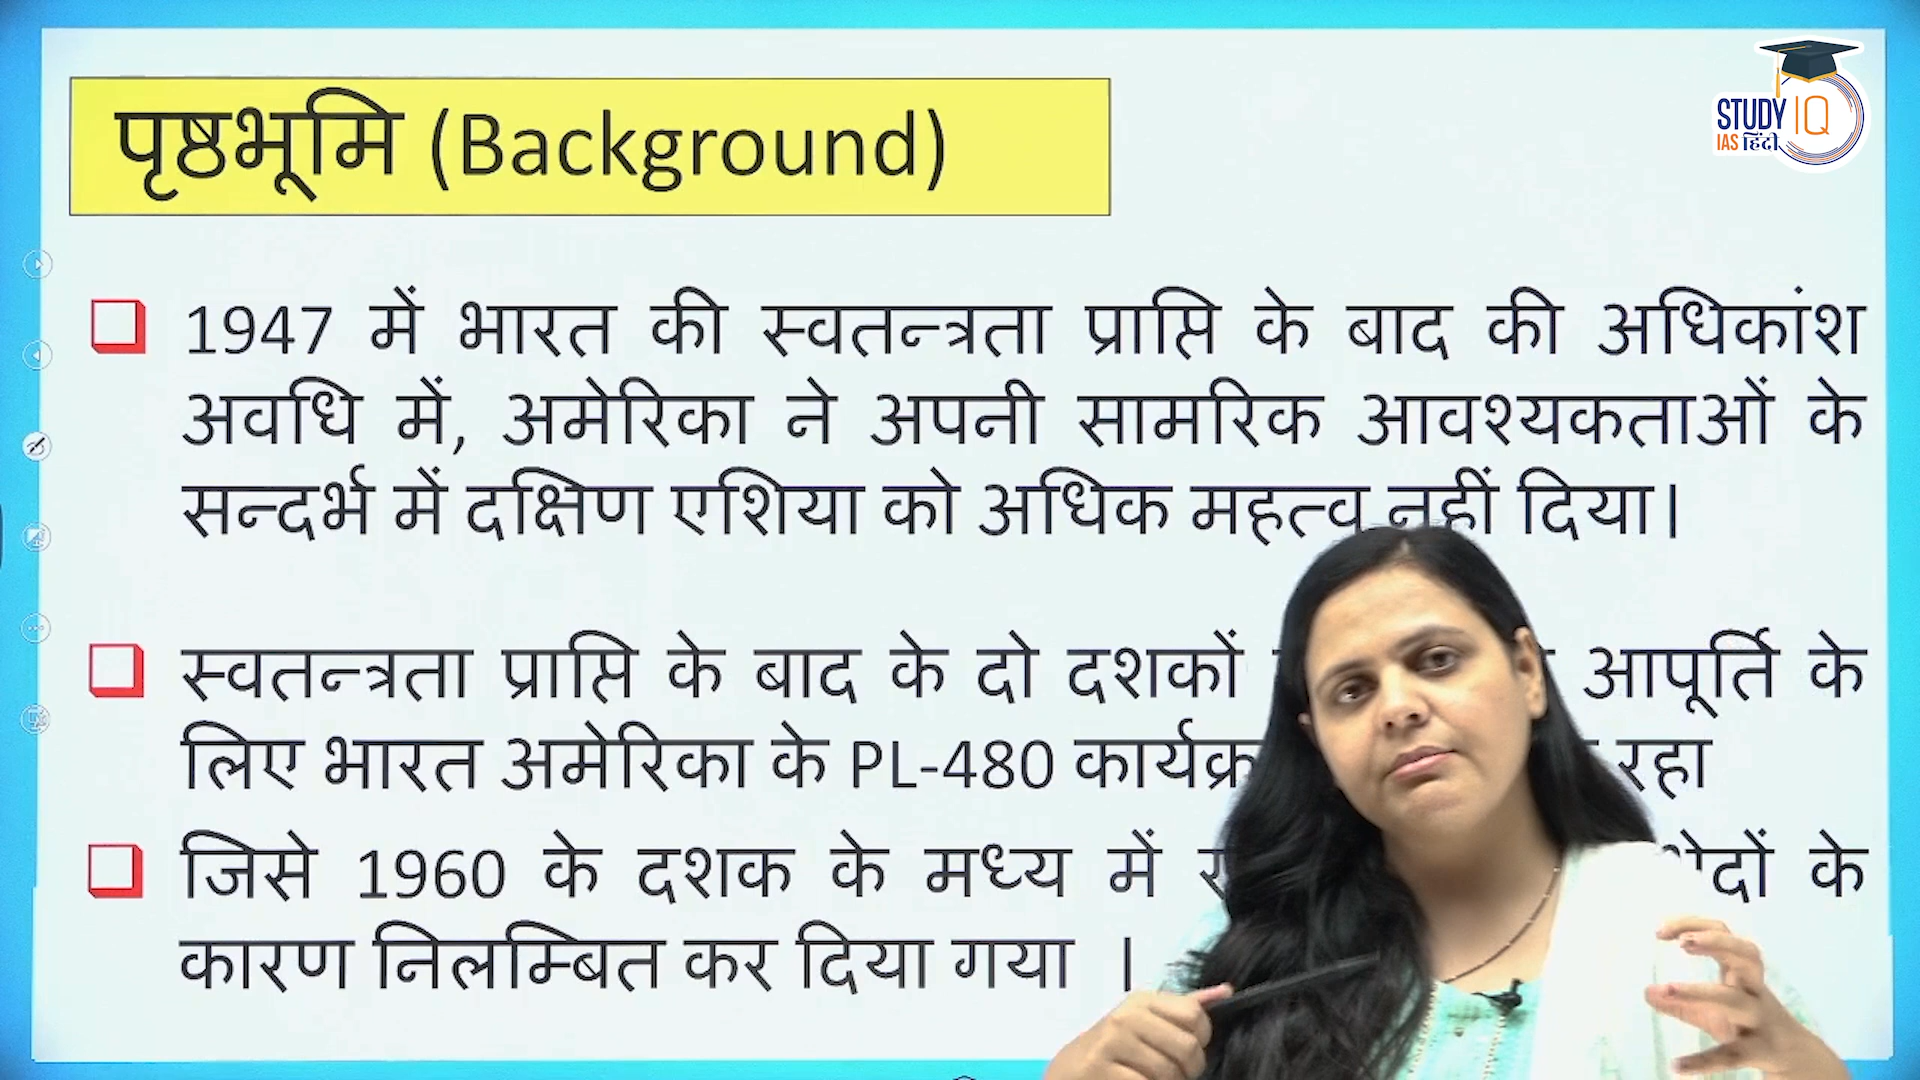 पृष्ठभूमि (Background)
STUDY IQ
IAS हिंदी
1947 में भारत की स्वतन्त्रता प्राप्ति के बाद की अधिकांश
अवधि में, अमेरिका ने अपनी सामरिक आवश्यकताओं के
सन्दर्भ में दक्षिण एशिया को अधिक महत्व नहीं दिया।
स्वतन्त्रता प्राप्ति के बाद के दो दशकों आपूर्ति के
लिए भारत अमेरिका के PL-480 रहा
जिसे 1960 के दशक के मध्य में के
कारण निलम्बित कर दिया गया ।